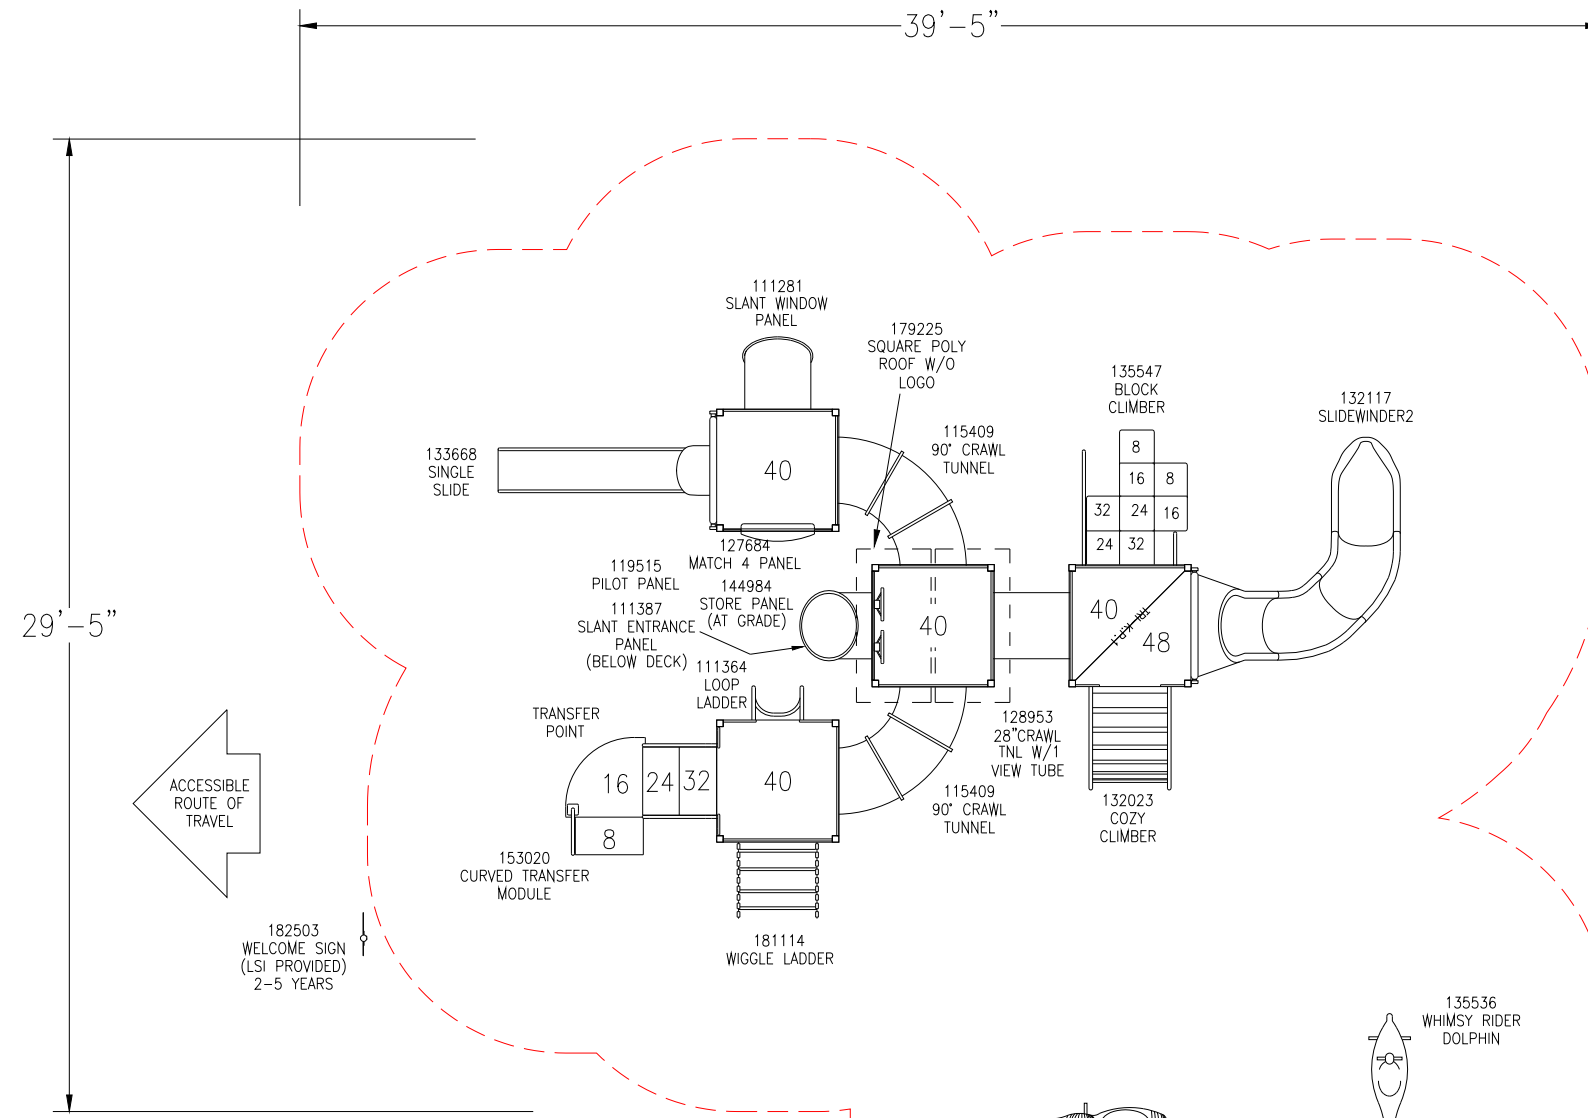 39'-5"
29'-5"
111281
SLANT WINDOW
PANEL
179225
SQUARE POLY
ROOF W/O
LOGO
135547
BLOCK
CLIMBER
132117
SLIDEWINDER2
133668
SINGLE
SLIDE
40
115409
90° CRAWL
TUNNEL
8
16
8
32
24
16
24
32
127684
MATCH 4 PANEL
119515
PILOT PANEL
144984
STORE PANEL
(AT GRADE)
111387
SLANT ENTRANCE
PANEL
(BELOW DECK)
40
40
48
111364
LOOP
LADDER
TRANSFER
POINT
16
24
32
40
8
128953
28"CRAWL
TNL W/1
VIEW TUBE
115409
90° CRAWL
TUNNEL
132023
COZY
CLIMBER
ACCESSIBLE
ROUTE OF
TRAVEL
153020
CURVED TRANSFER
MODULE
182503
WELCOME SIGN
(LSI PROVIDED)
2-5 YEARS
181114
WIGGLE LADDER
135536
WHIMSY RIDER
DOLPHIN